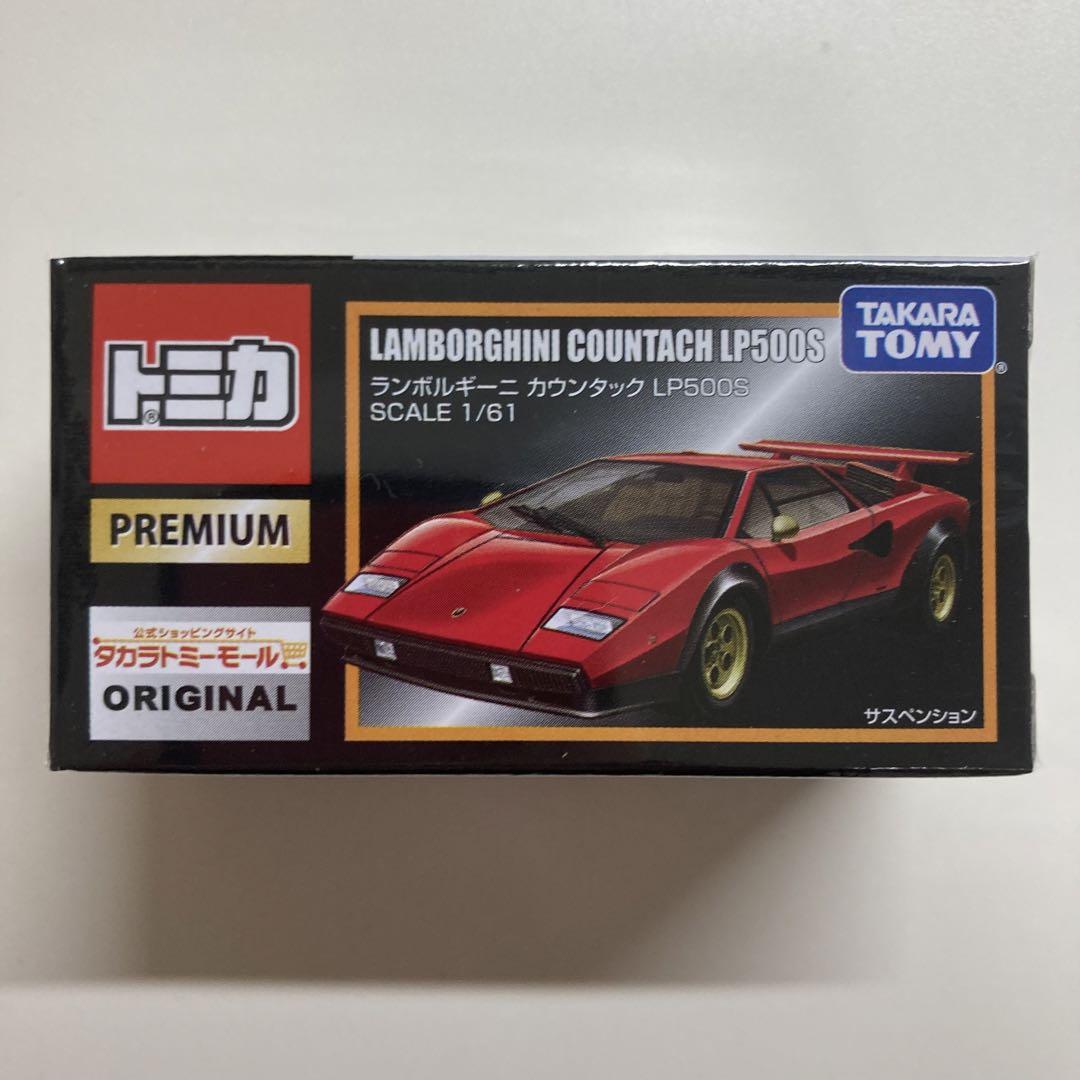 トミカ®
PREMIUM
公式ショッピングサイト
タカラトミーモール
ORIGINAL
LAMBORGHINI COUNTACH LP500S
ランボルギーニ カウンタック LP500S
SCALE 1/61
TAKARA
TOMY®
サスペンション